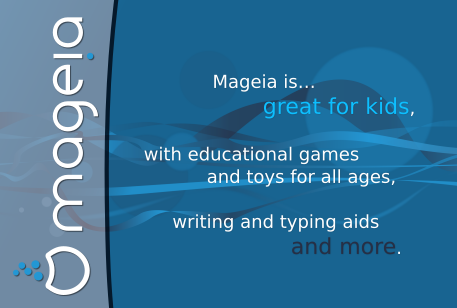 mageia
Mageia is...
great for kids,
with educational games
and toys for all ages,
writing and typing aids
and more.